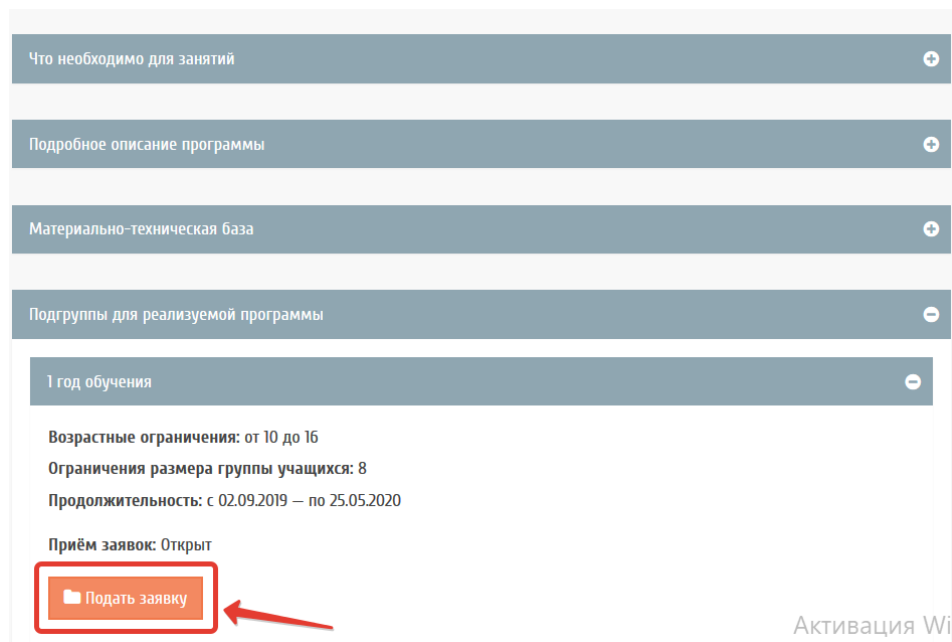 Что необходимо для занятий
Подробное описание программы
Материально-техническая база
Подгруппы для реализуемой программы
1 год обучения
Возрастные ограничения: от 10 до 16
Ограничения размера группы учащихся: 8
Продолжительность: с 02.09.2019 — по 25.05.2020
Приём заявок: Открыт
Подать заявку
Активация Wi